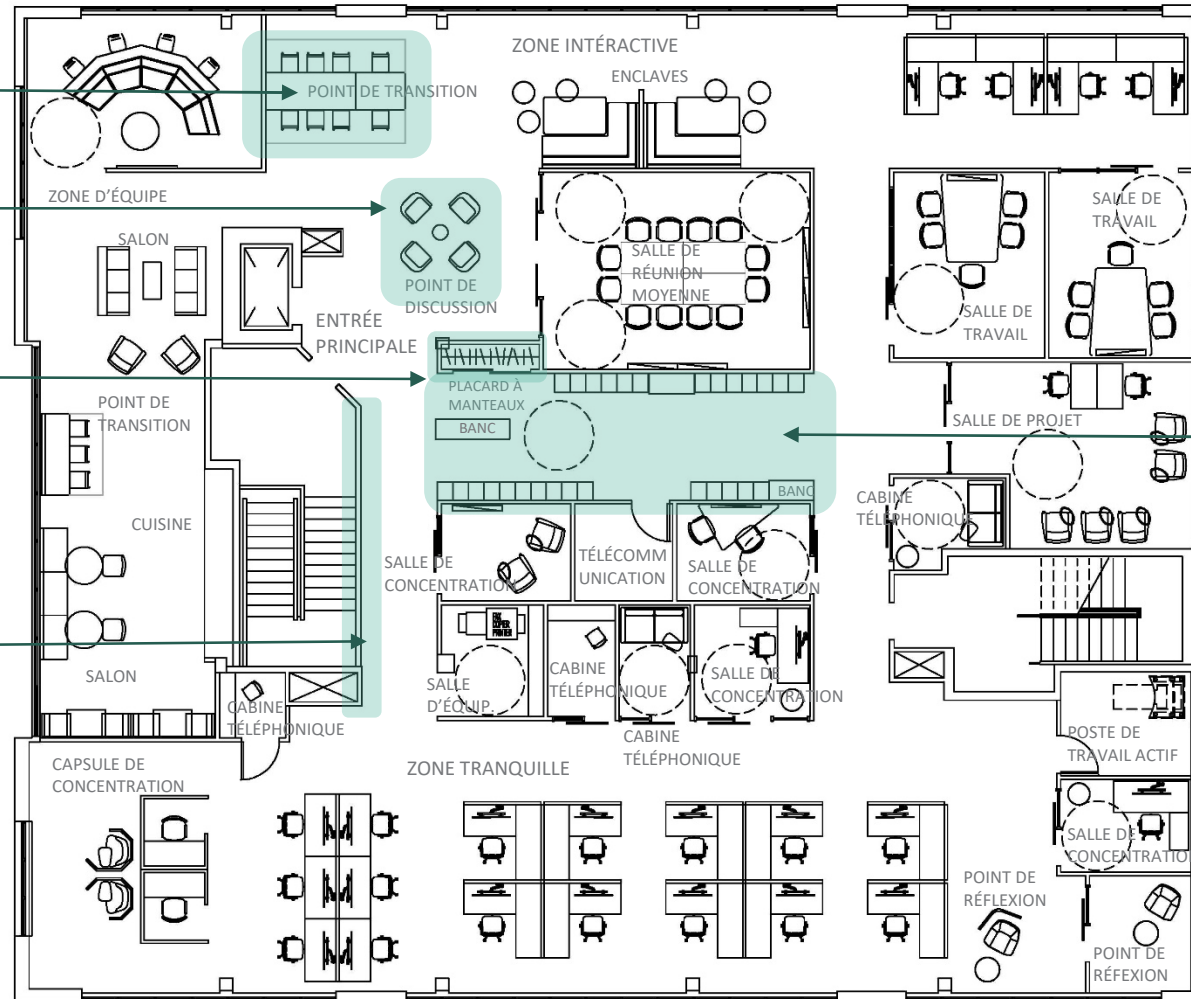 ZONE INTÉRACTIVE
ENCLAVES
POINT DE TRANSITION
ZONE D'ÉQUIPE
SALON
POINT DE
DISCUSSION
ENTRÉE
PRINCIPALE
SALLE DE
RÉUNION
MOYENNE
SALLE DE
TRAVAIL
SALLE DE
TRAVAIL
PLACARD À
MANTEAUX
BANC
POINT DE
TRANSITION
SALLE DE PROJET
BANC
CABINE
TÉLÉPHONIQUE
CUISINE
SALLE DE
CONCENTRATION
TÉLÉCOMM
UNICATION
SALLE DE
CONCENTRATION
FAX
COPIER
PRINTER
SALON
SALLE
D'ÉQUIP.
CABINE
TÉLÉPHONIQUE
SALLE DE
CONCENTRATION
CABINE
TÉLÉPHONIQUE
CABINE
TÉLÉPHONIQUE
POSTE DE
TRAVAIL ACTIF
CAPSULE DE
CONCENTRATION
ZONE TRANQUILLE
SALLE DE
CONCENTRATION
POINT DE
RÉFLEXION
POINT DE
RÉFEXION